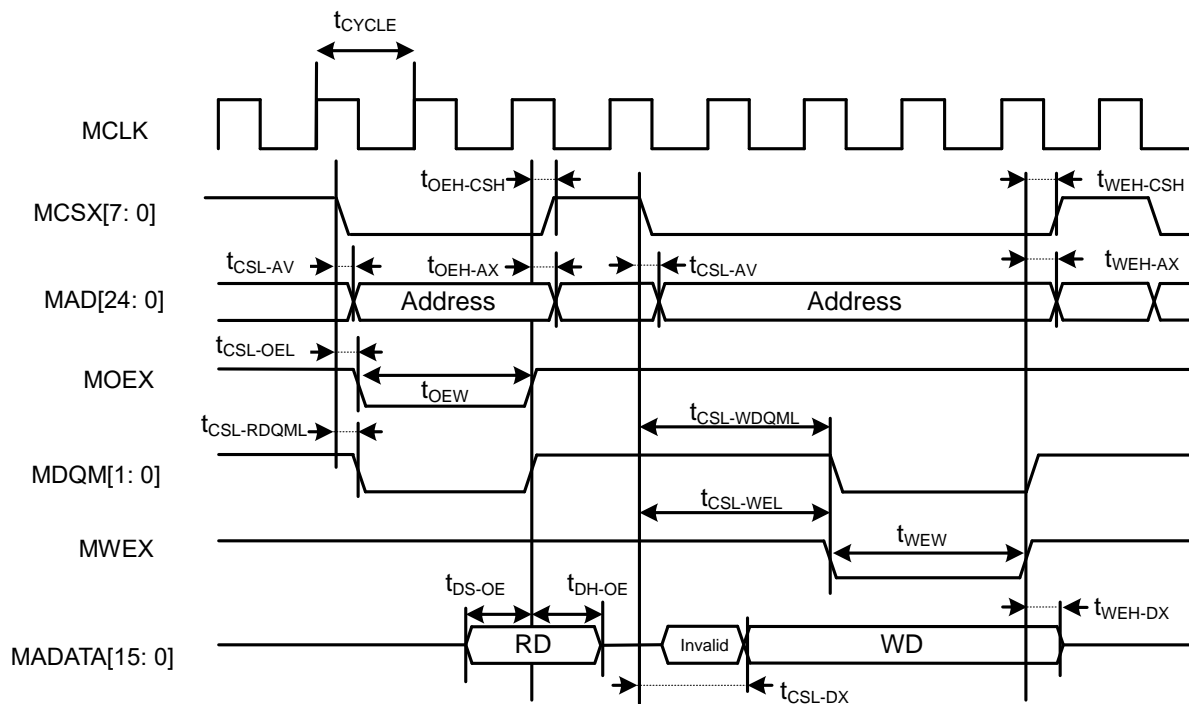 tCYCLE
MCLK
tOEH-CSH
tWEH-CSH
MCSX[7: 0]
tCSL-AV
tOEH-AX
tCSL-AV
tWEH-AX
MAD[24: 0]
Address
Address
tCSL-OEL
MOEX
tOEW
tCSL-RDQML
tCSL-WDQML
MDQM[1: 0]
tCSL-WEL
MWEX
tWEW
tDS-OE
tDH-OE
tWEH-DX
MADATA[15: 0]
RD
Invalid
WD
tCSL-DX